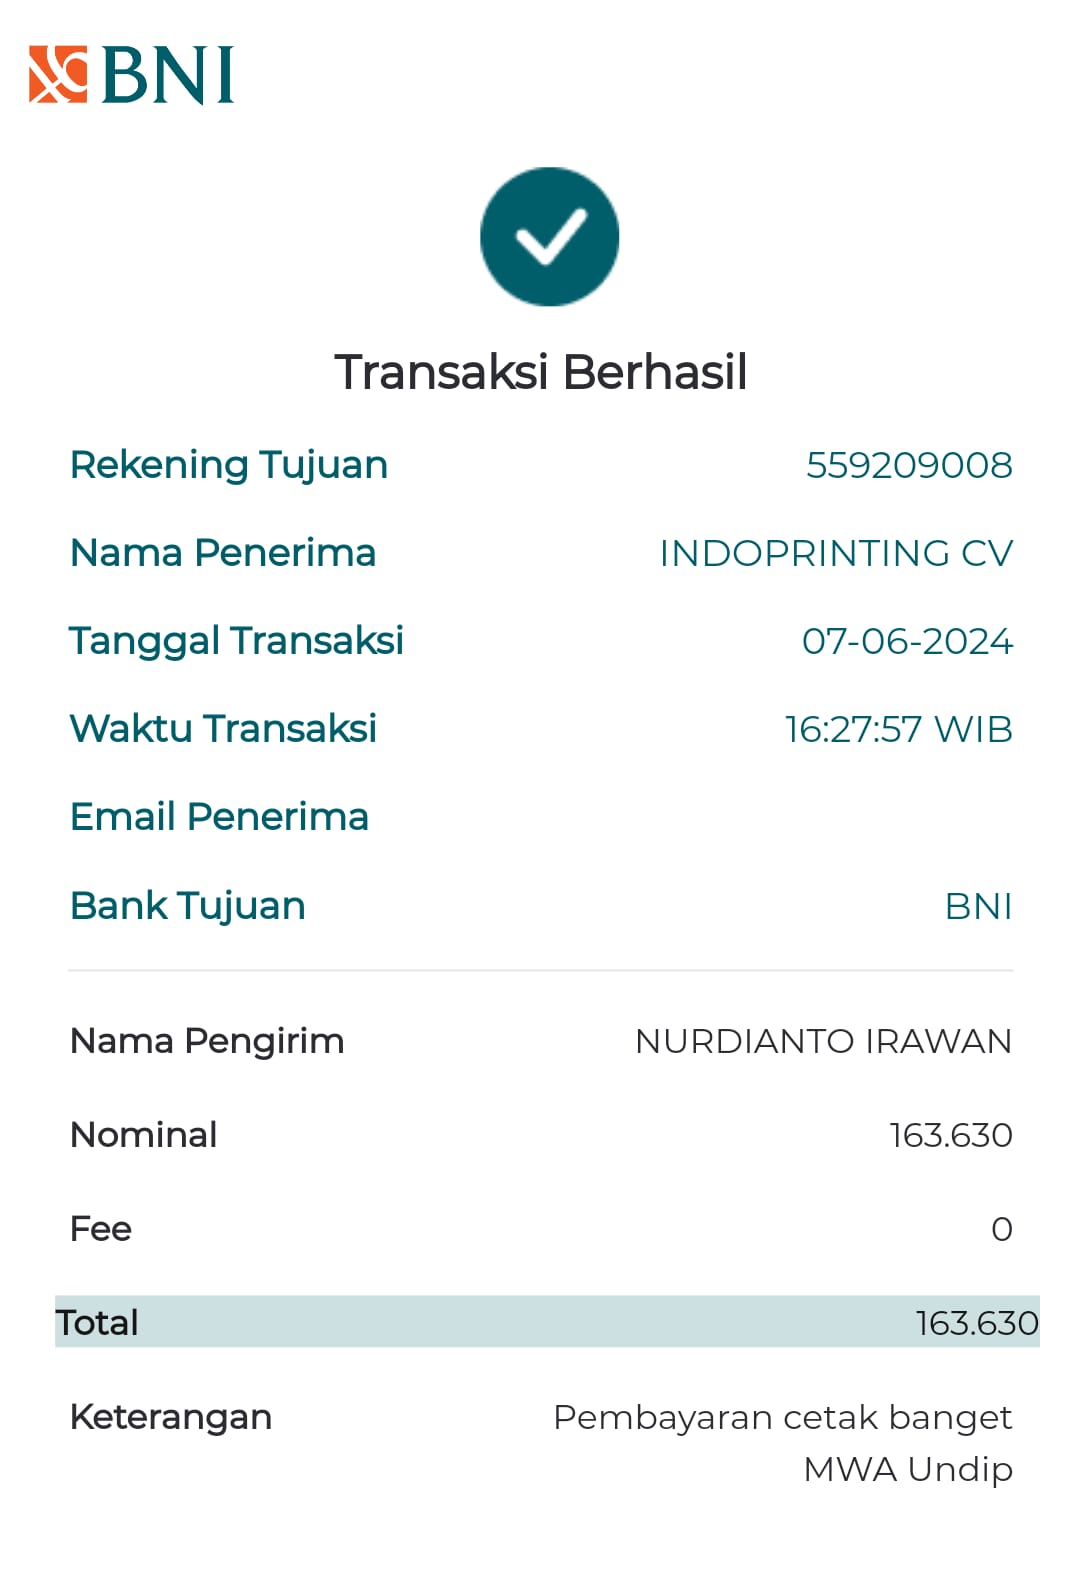 BNI
Transaksi Berhasil
Rekening Tujuan 559209008
Nama Penerima INDOPRINTING CV
Tanggal Transaksi 07-06-2024
Waktu Transaksi 16:27:57 WIB
Email Penerima
Bank Tujuan BNI
Nama Pengirim NURDIANTO IRAWAN
Nominal 163.630
Fee 0
Total 163.630
Keterangan Pembayaran cetak banget
MWA Undip